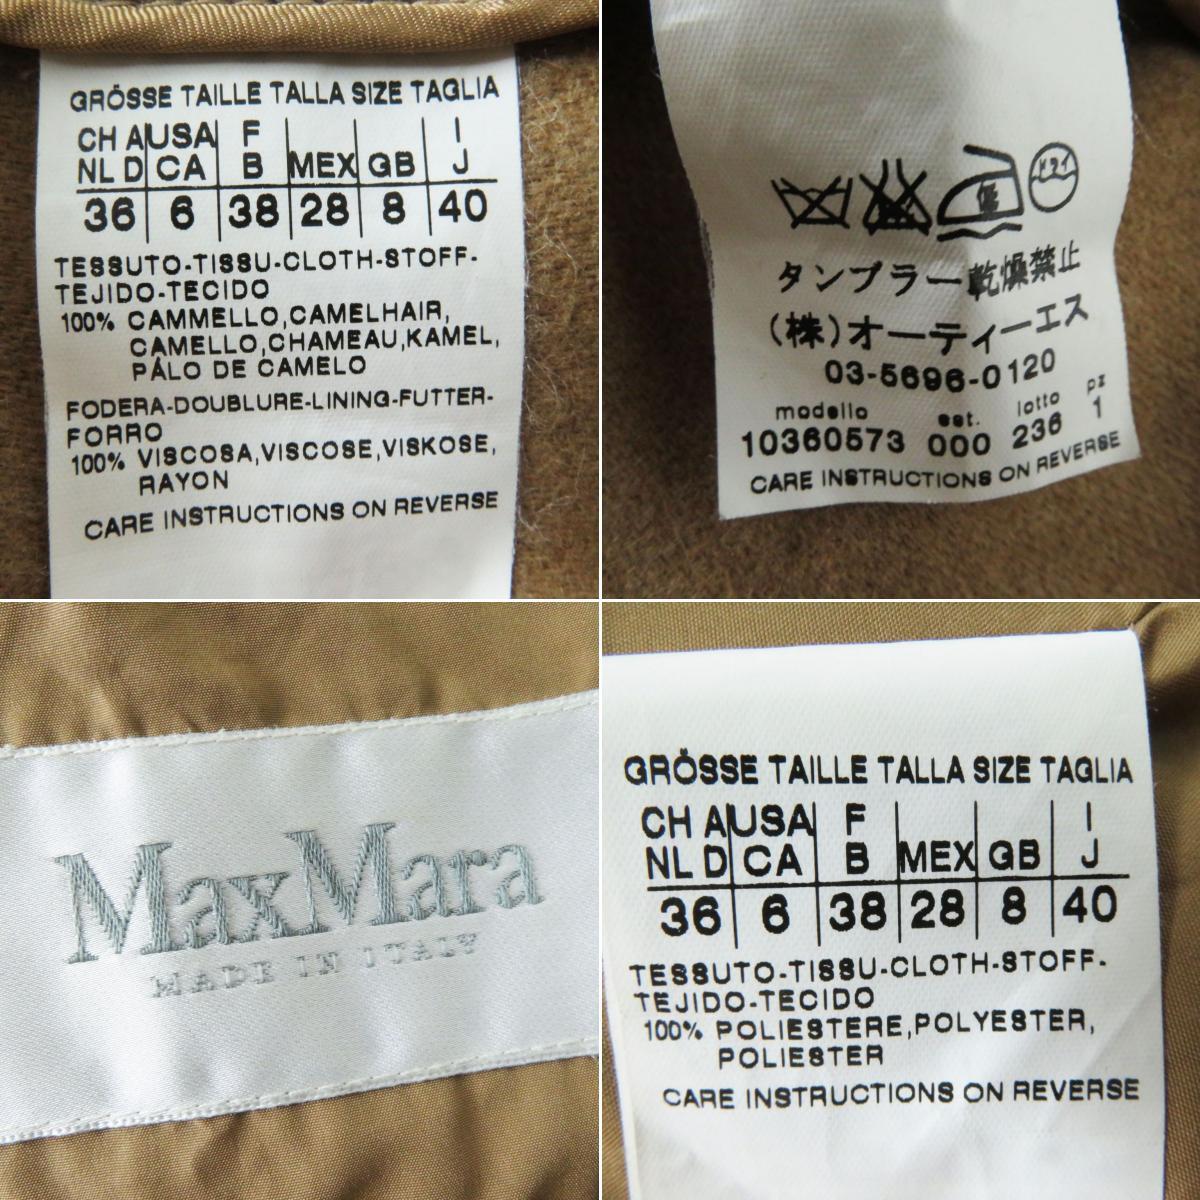 GRÖSSE TAILLE TALLA SIZE TAGLIA
CH A USA F I
NL D CA B MEX GB J
36 6 38 28 8 40
TESSUTO-TISSU-CLOTH-STOFF-
TEJIDO-TECIDO
100% CAMMELLO,CAMELHAIR,
CAMELLO,CHAMEAU,KAMEL,
PÂLO DE CAMELO
FODERA-DOUBLURE-LINING-FUTTER-
FORRO
100% VISCOSA,VISCOSE,VISKOSE,
RAYON
CARE INSTRUCTIONS ON REVERSE
低 ドライ
タンブラー乾燥禁止
(株)オーティーエス
03-5696-0120
modello est. lotto pz
10360573 000 236 1
CARE INSTRUCTIONS ON REVERSE
MaxMara
MADE IN ITALY
GRÖSSE TAILLE TALLA SIZE TAGLIA
CH A USA F I
NL D CA B MEX GB J
36 6 38 28 8 40
TESSUTO-TISSU-CLOTH-STOFF-
TEJIDO-TECIDO
100% POLIESTERE,POLYESTER,
POLIESTER
CARE INSTRUCTIONS ON REVERSE